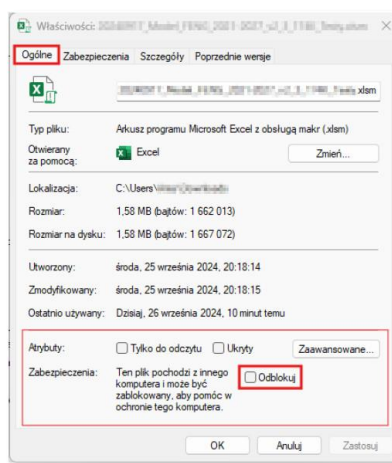 Właściwości:
Ogólne Zabezpieczenia Szczegóły Poprzednie wersje
.xlsm
Typ pliku: Arkusz programu Microsoft Excel z obsługą makr (.xlsm)
Otwierany za pomocą: Excel Zmień...
Lokalizacja: C:\Users\
Rozmiar: 1,58 MB (bajtów: 1 662 013)
Rozmiar na dysku: 1,58 MB (bajtów: 1 667 072)
Utworzony: środa, 25 września 2024, 20:18:14
Zmodyfikowany: środa, 25 września 2024, 20:18:15
Ostatnio używany: Dzisiaj, 26 września 2024, 10 minut temu
Atrybuty: Tylko do odczytu Ukryty Zaawansowane...
Zabezpieczenia: Ten plik pochodzi z innego
komputera i może być
zablokowany, aby pomóc w
ochronie tego komputera.
Odblokuj
OK Anuluj Zastosuj